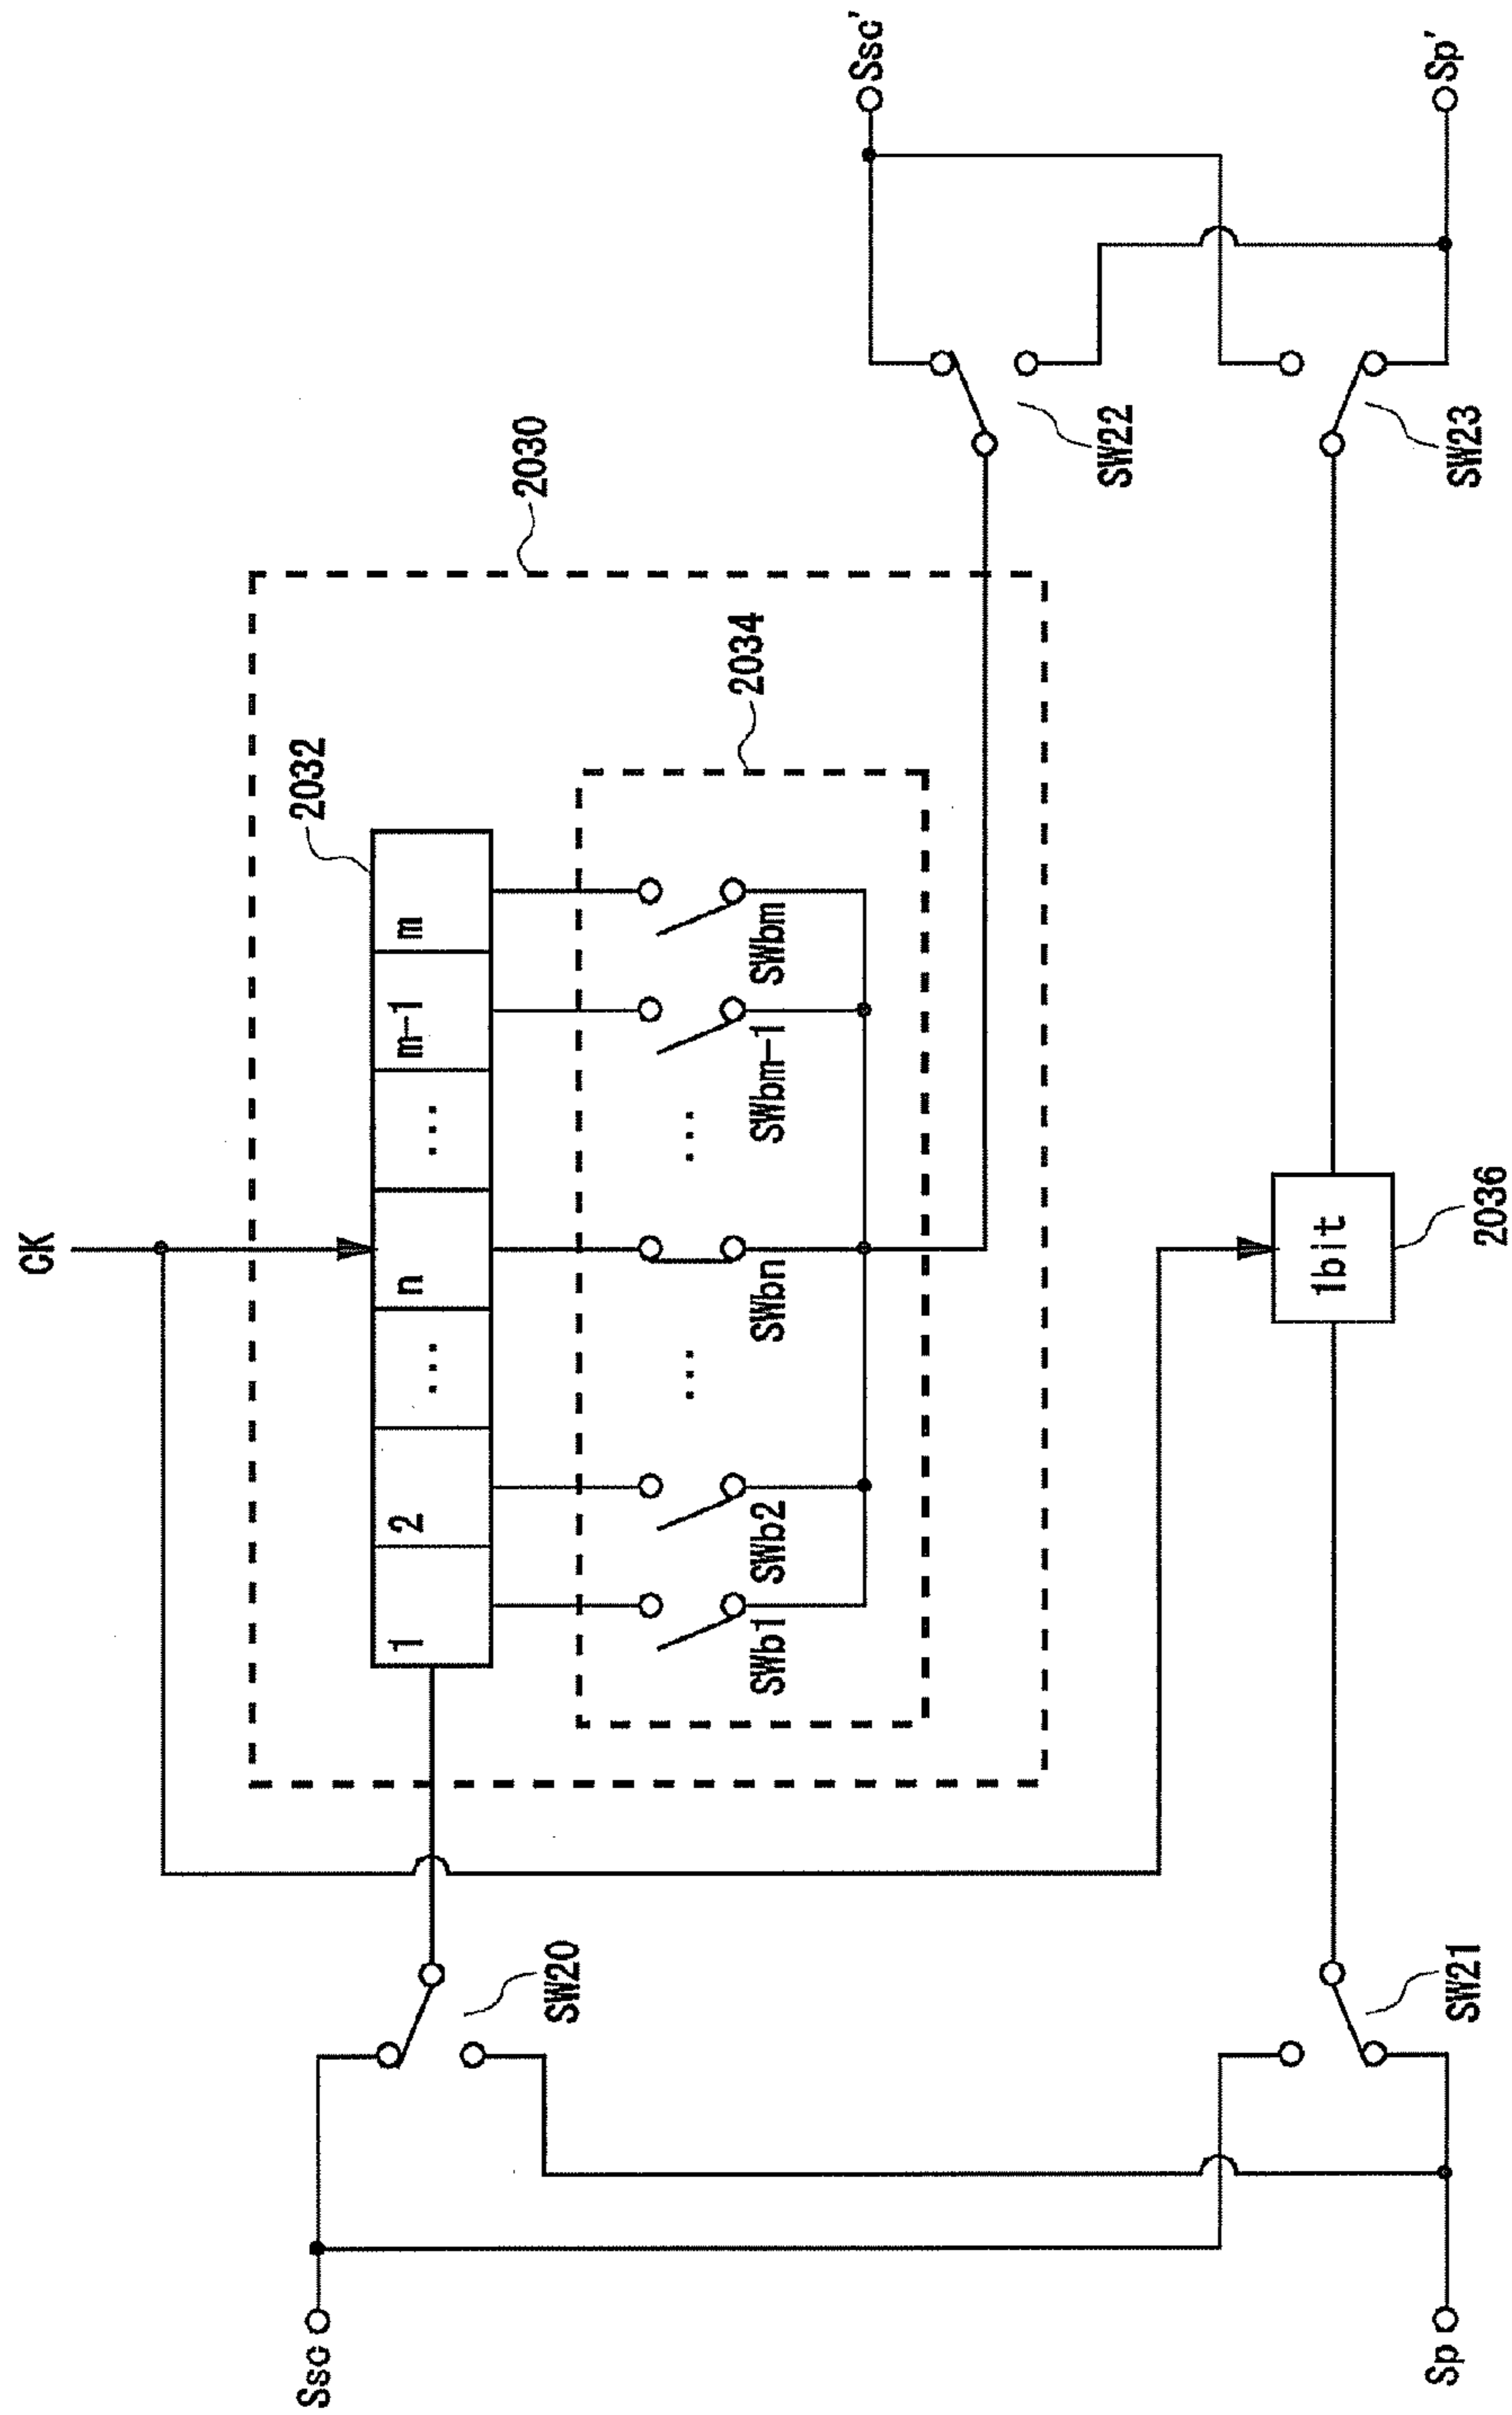 CK
2030
2032
1
2
...
n
...
m-1
m
2034
SWb1
SWb2
...
SWbn
...
SWbm-1
SWbm
Ssc
SW20
SW22
Ssc'
Sp
SW21
1bit
2036
SW23
Sp'